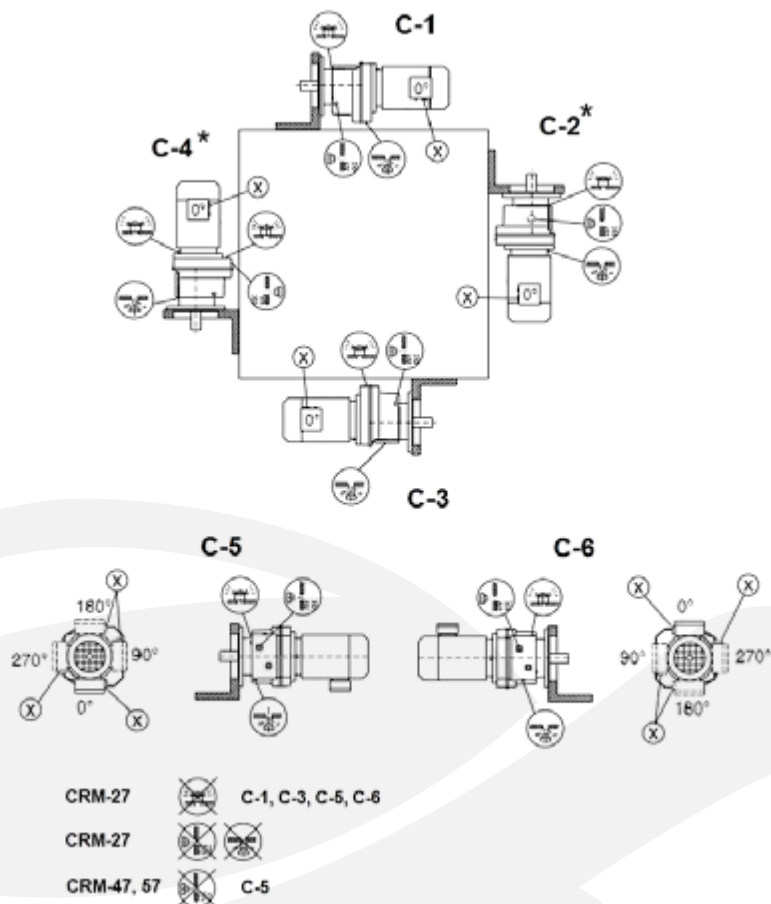 C-1
0°
X
C-2*
C-4*
X
0°
X
0°
X
0°
C-3
C-5
C-6
X
180°
270°
90°
X
X
0°
X
X
0°
90°
270°
X
180°
CRM-27 C-1, C-3, C-5, C-6
CRM-27
CRM-47, 57 C-5